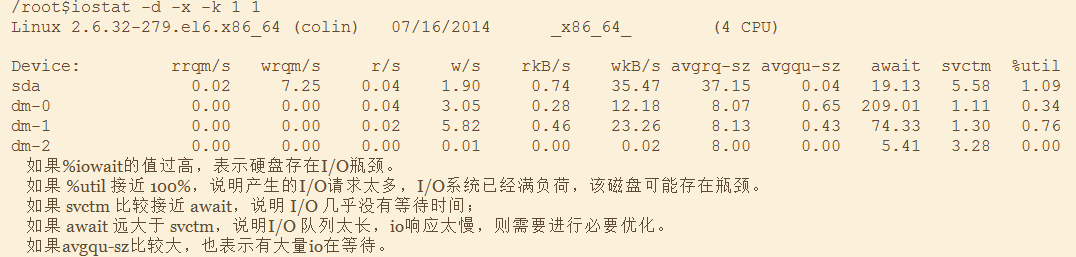 /root$iostat -d -x -k 1 1
Linux 2.6.32-279.el6.x86_64 (colin) 07/16/2014 _x86_64_ (4 CPU)
Device: rrqm/s wrqm/s r/s w/s rkB/s wkB/s avgrq-sz avgqu-sz await svctm %util
sda 0.02 7.25 0.04 1.90 0.74 35.47 37.15 0.04 19.13 5.58 1.09
dm-0 0.00 0.00 0.04 3.05 0.28 12.18 8.07 0.65 209.01 1.11 0.34
dm-1 0.00 0.00 0.02 5.82 0.46 23.26 8.13 0.43 74.33 1.30 0.76
dm-2 0.00 0.00 0.00 0.01 0.00 0.02 8.00 0.00 5.41 3.28 0.00
如果%iowait的值过高，表示硬盘存在I/O瓶颈。
如果 %util 接近 100%，说明产生的I/O请求太多，I/O系统已经满负荷，该磁盘可能存在瓶颈。
如果 svctm 比较接近 await，说明 I/O 几乎没有等待时间；
如果 await 远大于 svctm，说明I/O 队列太长，io响应太慢，则需要进行必要优化。
如果avgqu-sz比较大，也表示有大量io在等待。